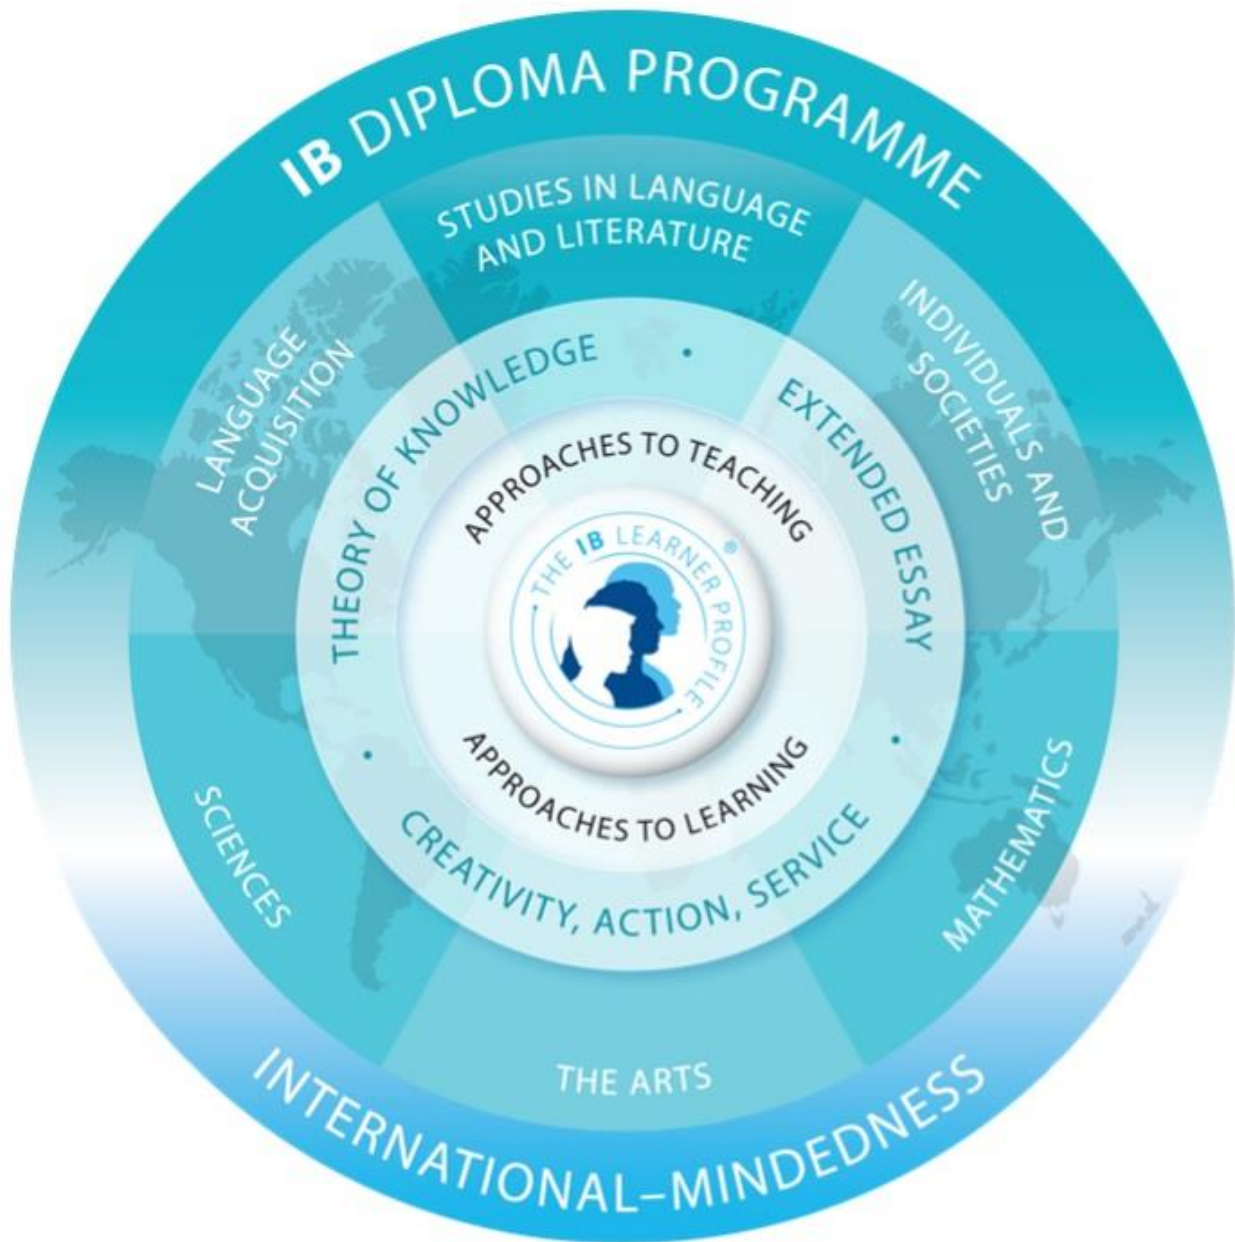 IB DIPLOMA PROGRAMME
STUDIES IN LANGUAGE
AND LITERATURE
LANGUAGE
ACQUISITION
INDIVIDUALS AND
SOCIETIES
THEORY OF KNOWLEDGE
EXTENDED ESSAY
APPROACHES TO TEACHING
THE IB LEARNER PROFILE ®
APPROACHES TO LEARNING
CREATIVITY, ACTION, SERVICE
SCIENCES
MATHEMATICS
THE ARTS
INTERNATIONAL–MINDEDNESS